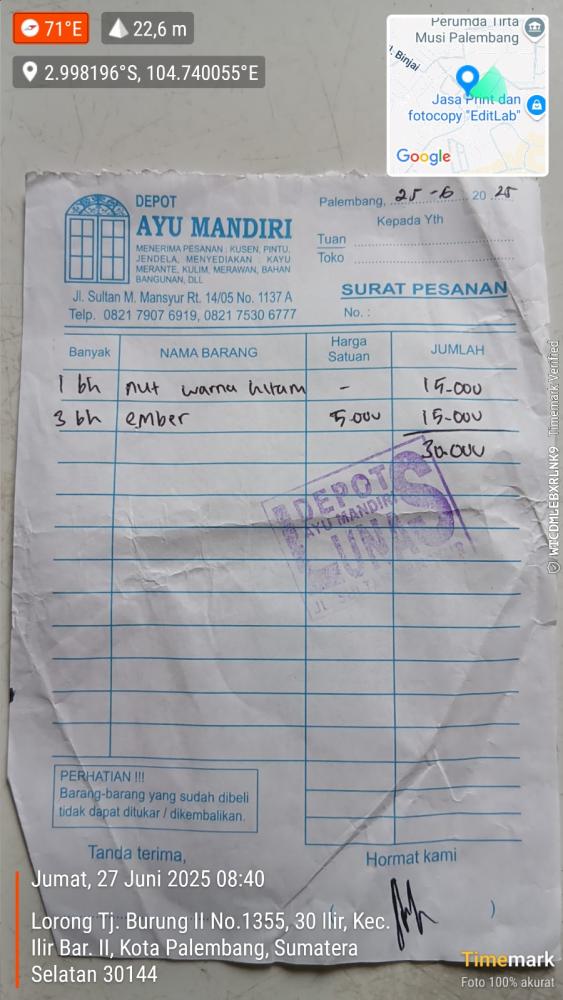 71°E
22,6 m
2.998196°S, 104.740055°E
Perumda Tirta
Musi Palembang
l. Binjai
Jasa Print dan
fotocopy "EditLab"
Google
DEPOT
AYU MANDIRI
MENERIMA PESANAN : KUSEN, PINTU,
JENDELA, MENYEDIAKAN : KAYU
MERANTE, KULIM, MERAWAN, BAHAN
BANGUNAN, DLL
Jl. Sultan M. Mansyur Rt. 14/05 No. 1137 A
Telp. 0821 7907 6919, 0821 7530 6777
Palembang, 25-6 20 25
Kepada Yth
Tuan
Toko
SURAT PESANAN
No. :
Banyak NAMA BARANG Harga Satuan JUMLAH
1 bh nut warna hitam - 15.000
3 bh ember 5.000 15.000
30.000
DEPOT
AYU MANDIRI
LUNAS
PERHATIAN !!!
Barang-barang yang sudah dibeli
tidak dapat ditukar / dikembalikan.
Tanda terima,
Hormat kami
( )
Jumat, 27 Juni 2025 08:40
Lorong Tj. Burung II No.1355, 30 Ilir, Kec.
Ilir Bar. II, Kota Palembang, Sumatera
Selatan 30144
Timemark
Foto 100% akurat
WTCDMLEBXRLNK9 Timemark Verified